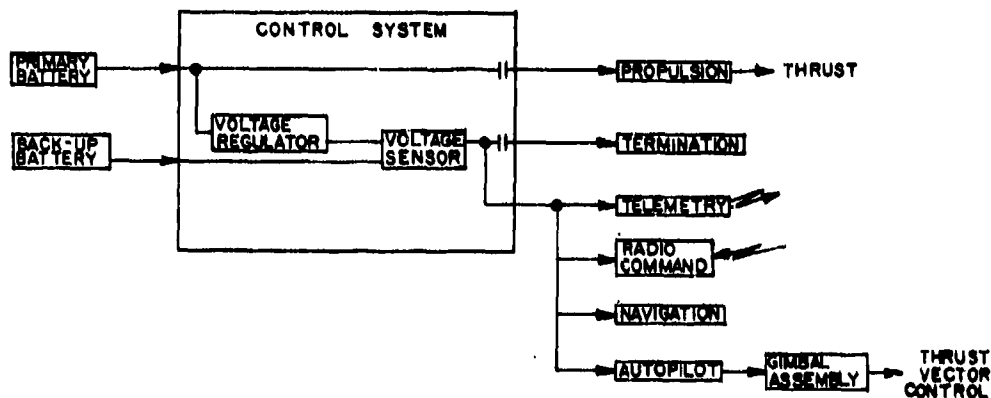 CONTROL SYSTEM
PRIMARY
BATTERY
PROPULSION
THRUST
VOLTAGE
REGULATOR
BACK-UP
BATTERY
VOLTAGE
SENSOR
TERMINATION
TELEMETRY
RADIO
COMMAND
NAVIGATION
AUTOPILOT
GIMBAL
ASSEMBLY
THRUST
VECTOR
CONTROL